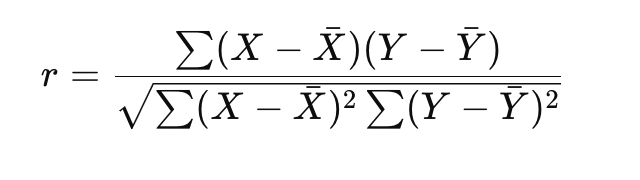 r = ∑(X − X̄)(Y − Ȳ) / √∑(X − X̄)² ∑(Y − Ȳ)²